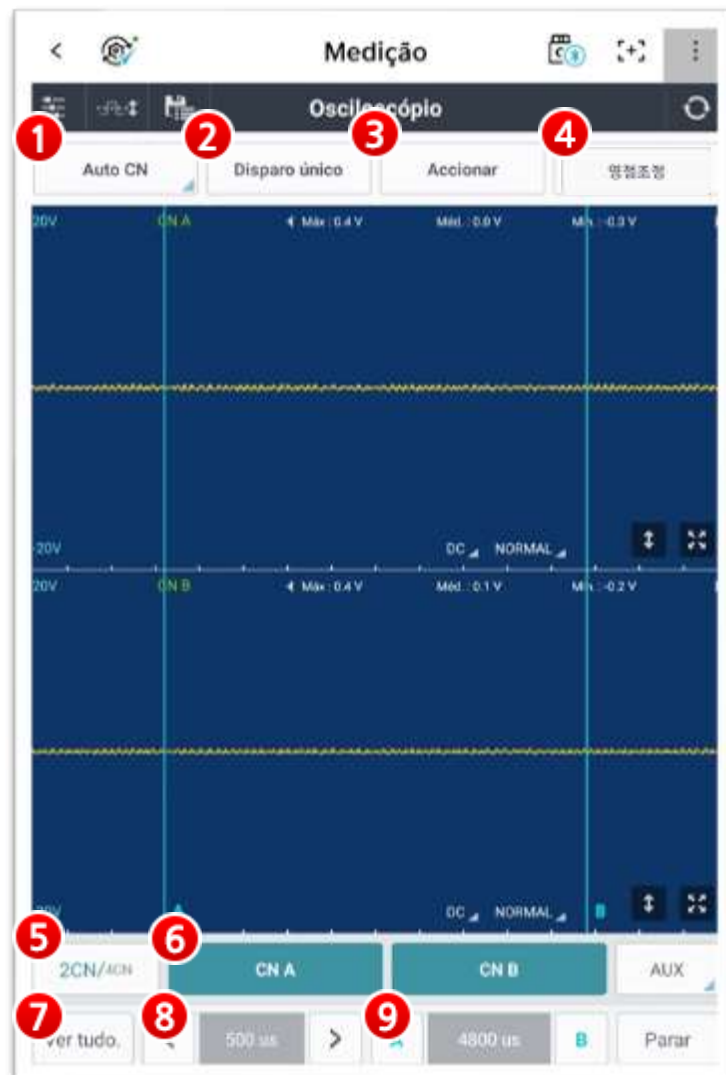 Medição
Osciloscópio
1 2 3 4
Auto CN Disparo único Accionar 영점조정
20V CN A Máx : 0.4 V Méd. : 0.0 V Mín. : -0.3 V
-20V DC NORMAL
20V CN B Máx : 0.4 V Méd. : 0.1 V Mín. : -0.2 V
-20V A DC NORMAL B
5 6
2CN/4CN CN A CN B AUX
7 8 9
Ver tudo. < 500 us > A 4800 us B Parar